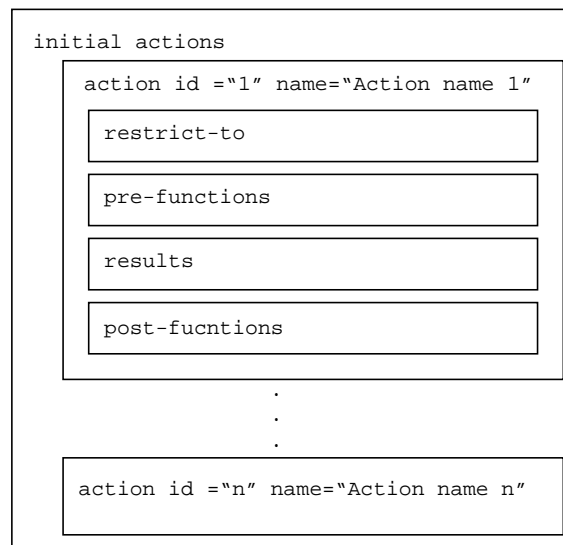 initial actions
action id =“1” name=“Action name 1”
restrict-to
pre-functions
results
post-fucntions
.
.
.
action id =“n” name=“Action name n”